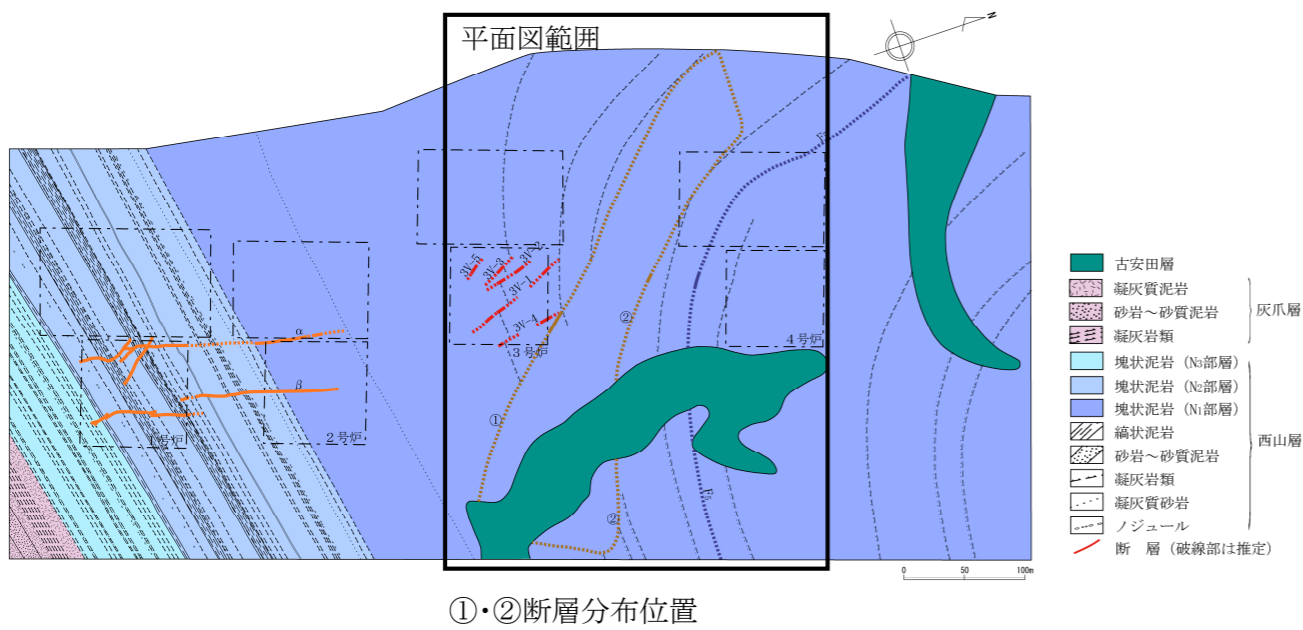 平面図範囲
N
F₅
3V-5
3V-3
3V-2
3V-1
3V-4
3号炉
4号炉
②
①
②
F₅
α
β
1号炉
2号炉
0 50 100m
古安田層
凝灰質泥岩
砂岩～砂質泥岩
凝灰岩類
灰爪層
塊状泥岩（N₃部層）
塊状泥岩（N₂部層）
塊状泥岩（N₁部層）
縞状泥岩
砂岩～砂質泥岩
凝灰岩類
凝灰質砂岩
ノジュール
西山層
断　層（破線部は推定）
①・②断層分布位置